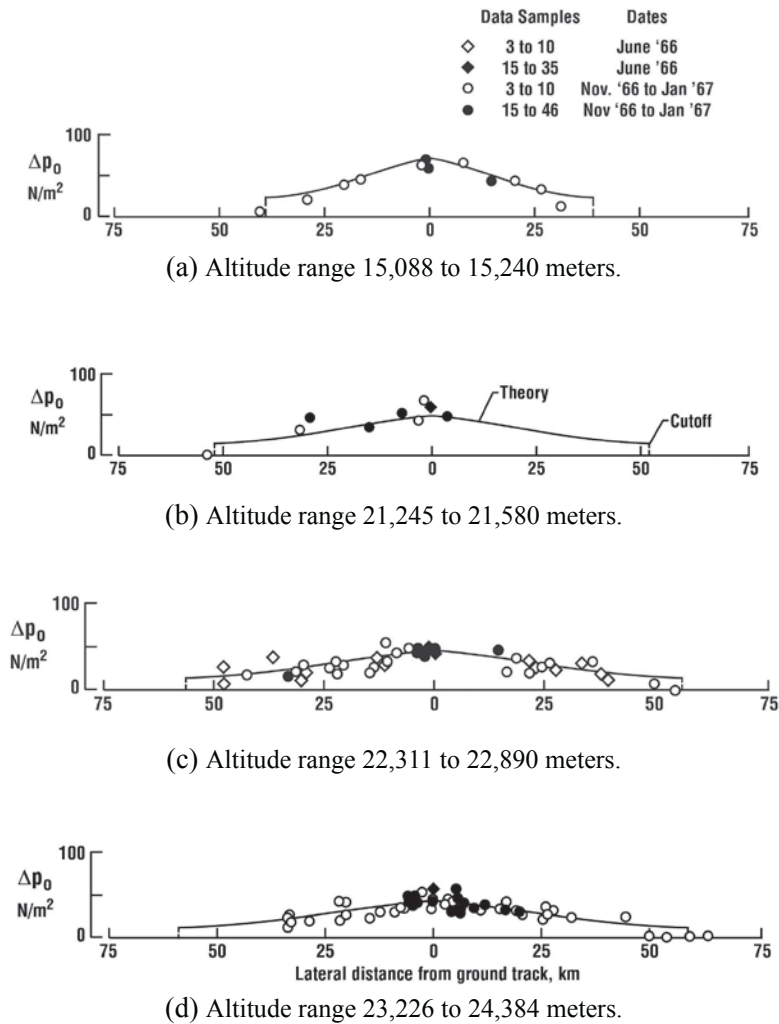 Data Samples Dates
3 to 10 June '66
15 to 35 June '66
3 to 10 Nov. '66 to Jan '67
15 to 46 Nov '66 to Jan '67
100
Δp₀
N/m²
0
75 50 25 0 25 50 75
(a) Altitude range 15,088 to 15,240 meters.
100
Δp₀
N/m²
0
Theory
Cutoff
75 50 25 0 25 50 75
(b) Altitude range 21,245 to 21,580 meters.
100
Δp₀
N/m²
0
75 50 25 0 25 50 75
(c) Altitude range 22,311 to 22,890 meters.
100
Δp₀
N/m²
0
75 50 25 0 25 50 75
Lateral distance from ground track, km
(d) Altitude range 23,226 to 24,384 meters.